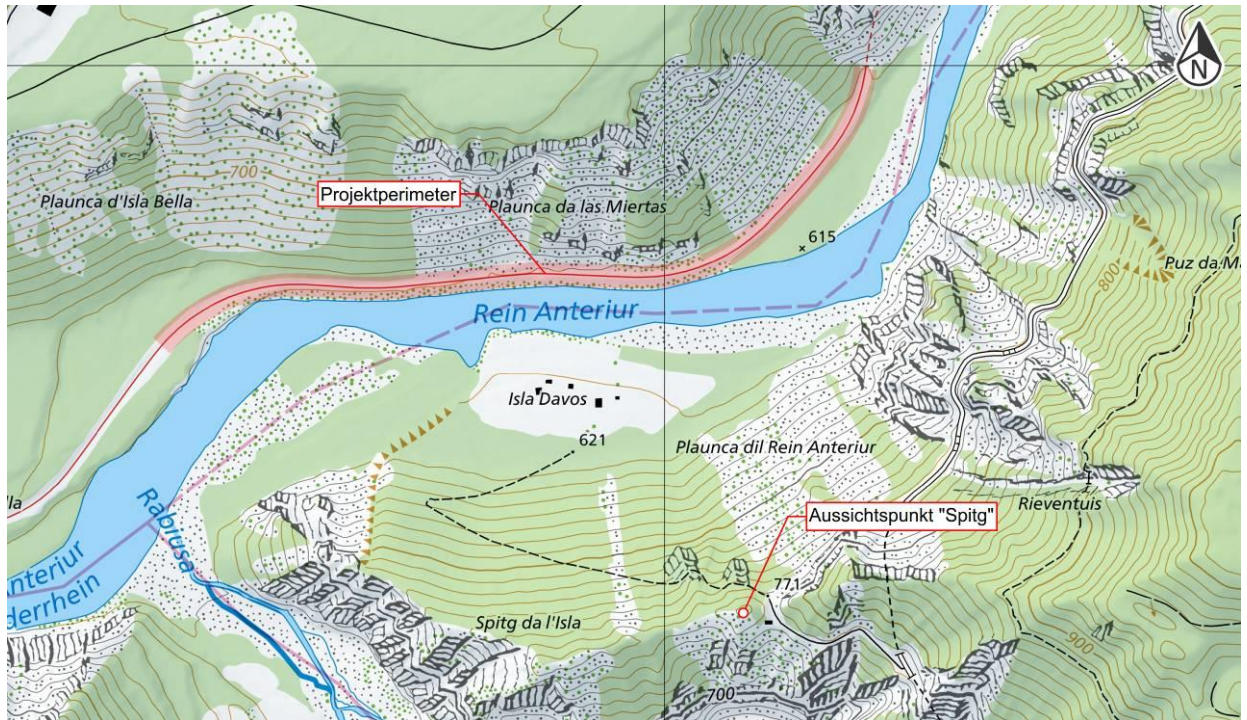 N
700
Projektperimeter
Plaunca d'Isla Bella
Plaunca da las Miertas
615
800
Puz da Ma
Rein Anteriur
Isla Davos
621
Plaunca dil Rein Anteriur
lla
Rabiusa
Rieventuis
Aussichtspunkt "Spitg"
Anteriur
derrhein
771
Spitg da l'Isla
900
700